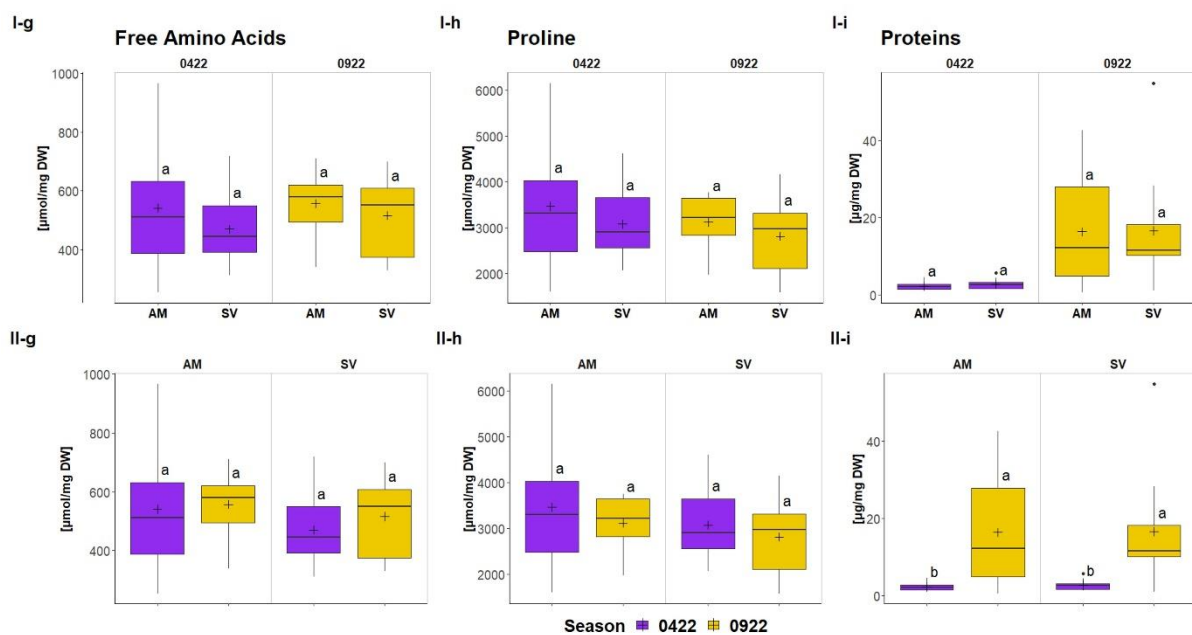 I-g
Free Amino Acids
0422 0922
1000
800
600
400
[µmol/mg DW]
a a a a
AM SV AM SV
I-h
Proline
0422 0922
6000
5000
4000
3000
2000
[µmol/mg DW]
a a a a
AM SV AM SV
I-i
Proteins
0422 0922
40
20
0
[µg/mg DW]
a a a a
AM SV AM SV
II-g
AM SV
1000
800
600
400
[µmol/mg DW]
a a a a
II-h
AM SV
6000
5000
4000
3000
2000
[µmol/mg DW]
a a a a
II-i
AM SV
40
20
0
[µg/mg DW]
b a b a
Season 0422 0922